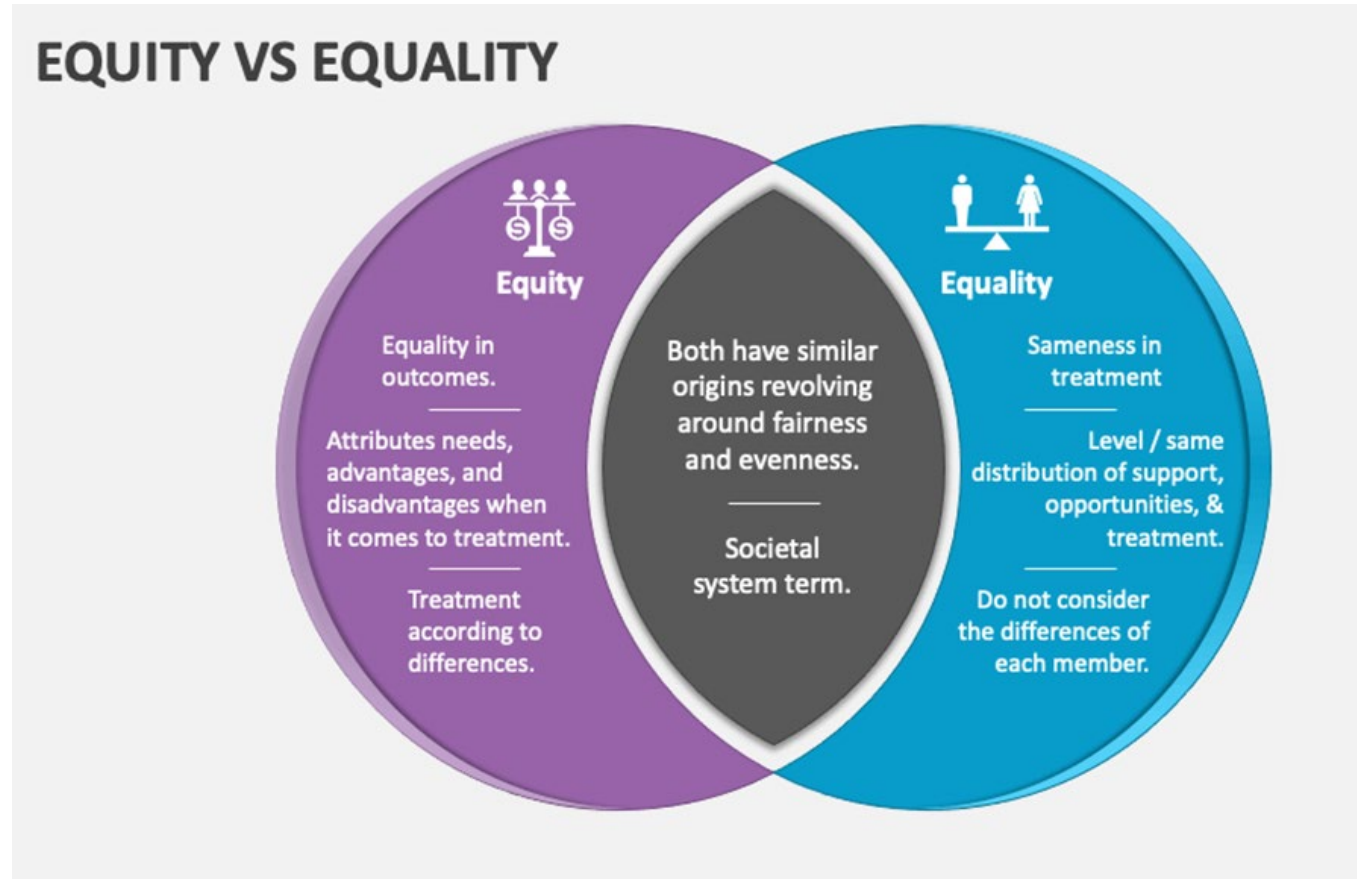 EQUITY VS EQUALITY
Equity
Equality in
outcomes.
Attributes needs,
advantages, and
disadvantages when
it comes to treatment.
Treatment
according to
differences.
Both have similar
origins revolving
around fairness
and evenness.
Societal
system term.
Equality
Sameness in
treatment
Level / same
distribution of support,
opportunities, &
treatment.
Do not consider
the differences of
each member.